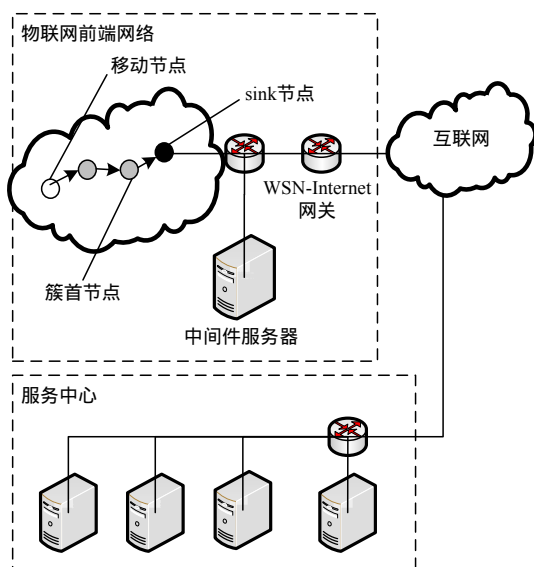 物联网前端网络
移动节点
sink节点
互联网
WSN-Internet
网关
簇首节点
中间件服务器
服务中心